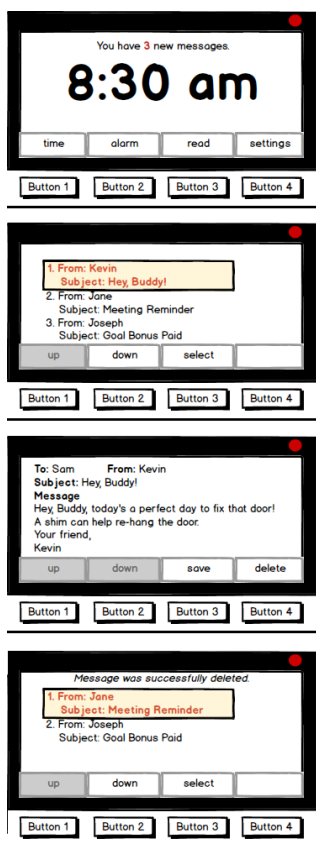 You have 3 new messages.
8:30 am
time alarm read settings
Button 1 Button 2 Button 3 Button 4
1. From: Kevin
Subject: Hey, Buddy!
2. From: Jane
Subject: Meeting Reminder
3. From: Joseph
Subject: Goal Bonus Paid
up down select
Button 1 Button 2 Button 3 Button 4
To: Sam From: Kevin
Subject: Hey, Buddy!
Message
Hey, Buddy, today's a perfect day to fix that door!
A shim can help re-hang the door.
Your friend,
Kevin
up down save delete
Button 1 Button 2 Button 3 Button 4
Message was successfully deleted.
1. From: Jane
Subject: Meeting Reminder
2. From: Joseph
Subject: Goal Bonus Paid
up down select
Button 1 Button 2 Button 3 Button 4